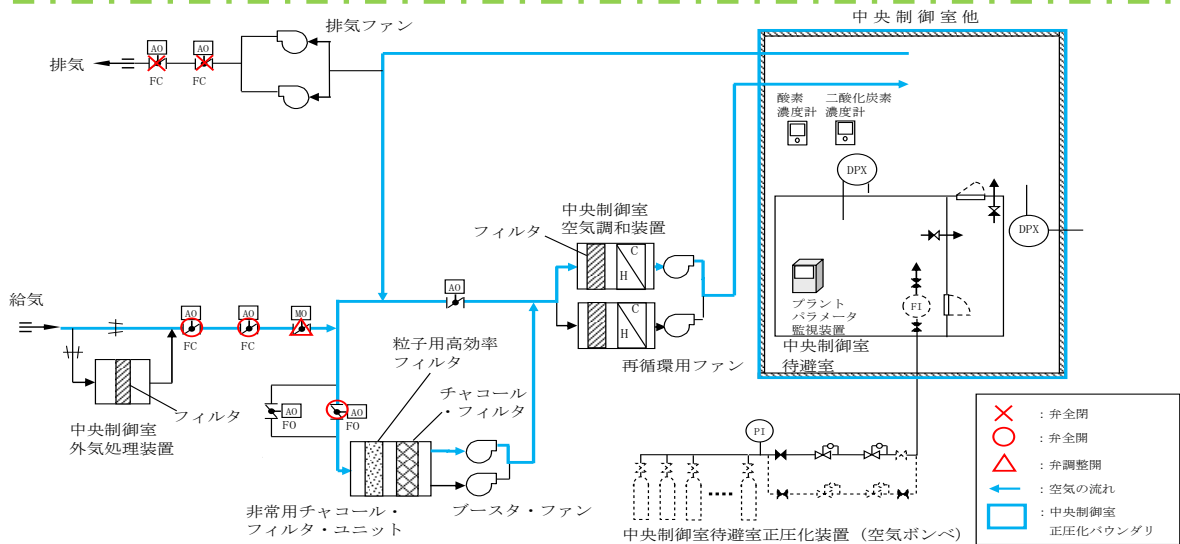 中央制御室他
排気ファン
AO
AO
排気
FC
FC
酸素
濃度計
二酸化炭素
濃度計
DPX
DPX
中央制御室
空気調和装置
フィルタ
C
H
C
H
再循環用ファン
プラント
パラメータ
監視装置
FI
中央制御室
待避室
給気
AO
FC
AO
FC
MO
AO
フィルタ
中央制御室
外気処理装置
粒子用高効率
フィルタ
チャコール
・フィルタ
AO
FO
AO
FO
非常用チャコール・
フィルタ・ユニット
ブースタ・ファン
PI
中央制御室待避室正圧化装置(空気ボンベ)
:弁全閉
:弁全開
:弁調整開
:空気の流れ
:中央制御室
正圧化バウンダリ